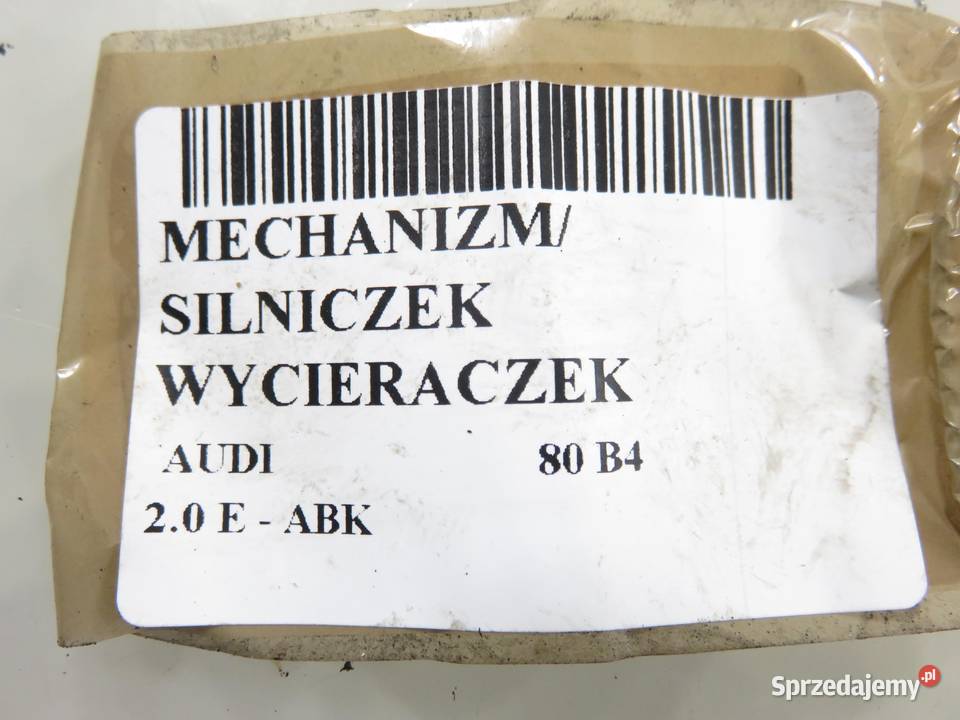 MECHANIZM/
SILNICZEK
WYCIERACZEK
AUDI 80 B4
2.0 E - ABK
Sprzedajemy.pl